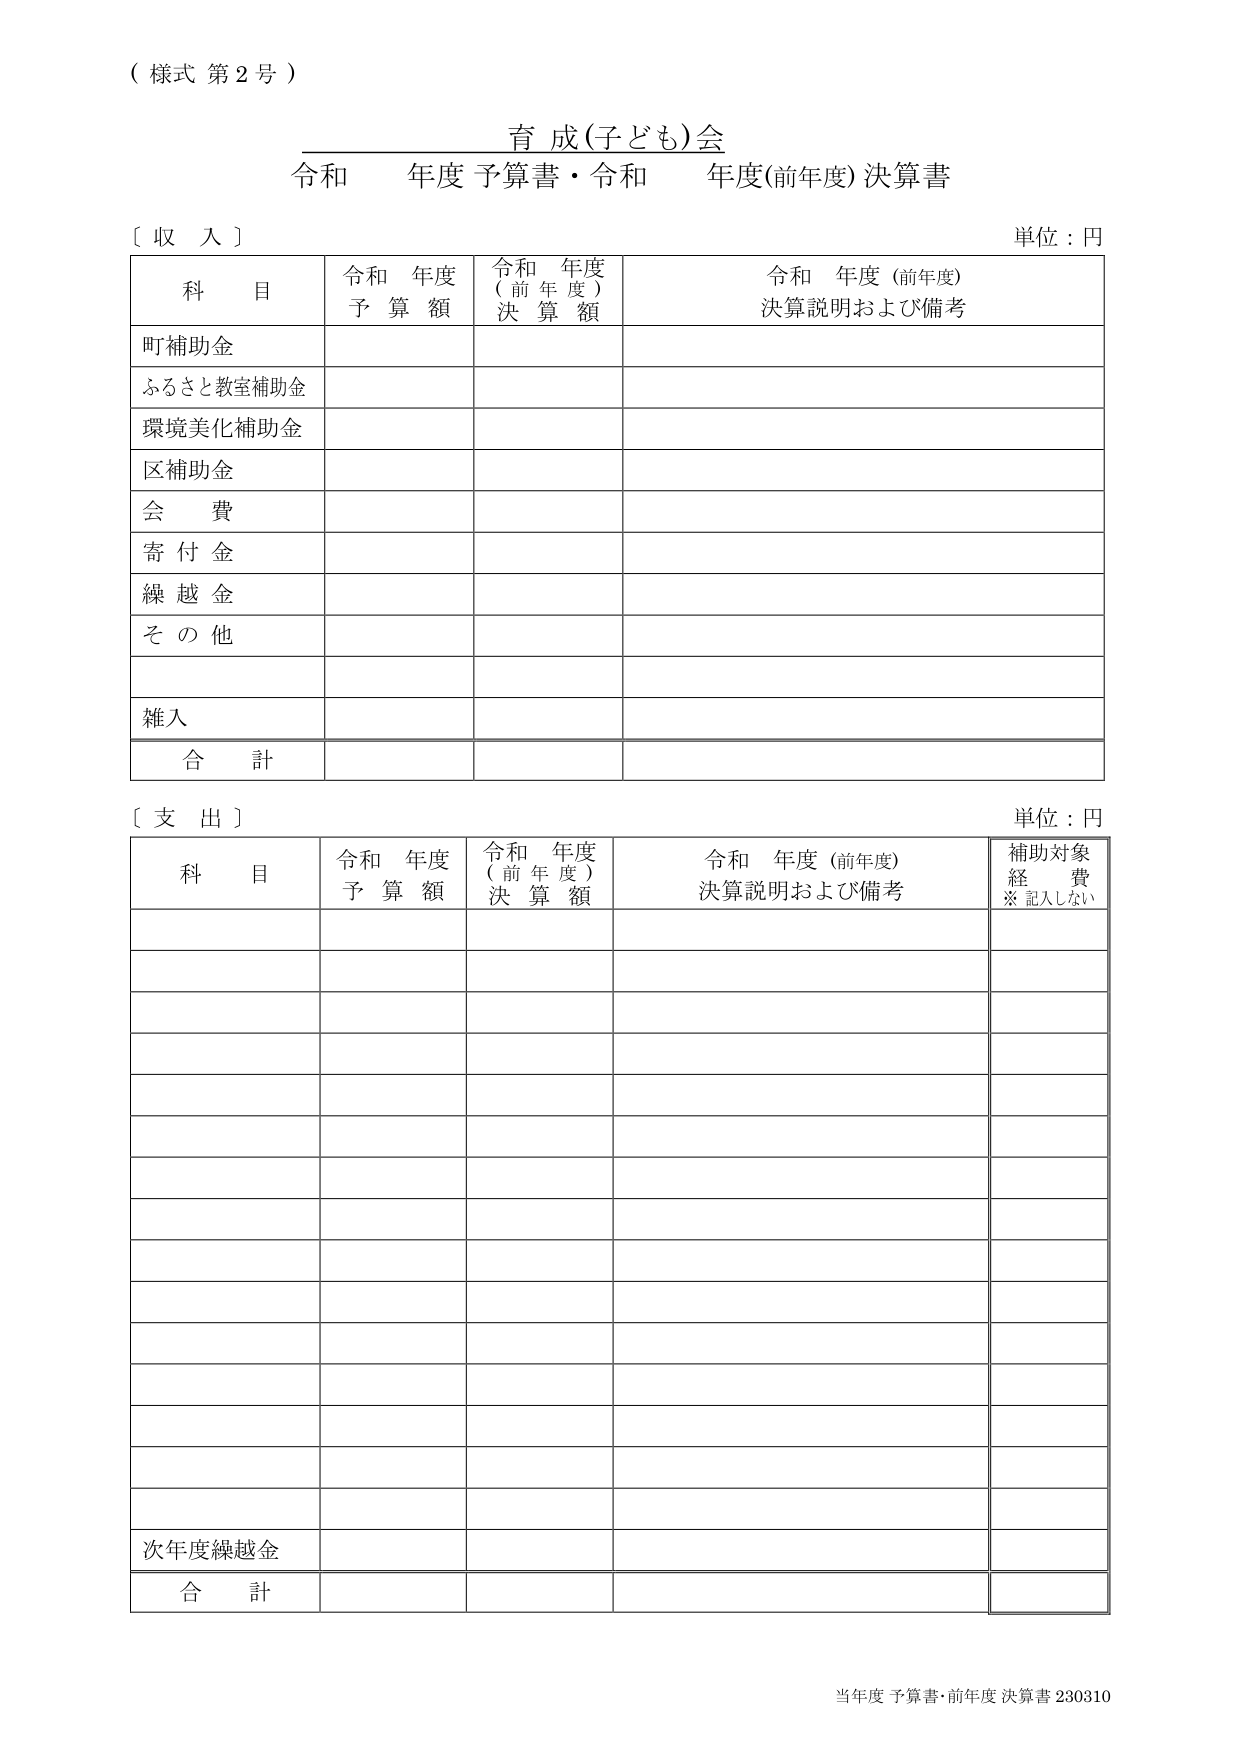 ( 様式 第２号 )
育 成(子ども)会
令和　　年度 予算書・令和　　年度(前年度) 決算書
〔 収　入 〕　単位：円
科　　目　令和　年度　令和　年度　令和　年度 (前年度)
予 算 額　( 前 年 度 )　決算説明および備考
決 算 額
町補助金
ふるさと教室補助金
環境美化補助金
区補助金
会　　費
寄 付 金
繰 越 金
そ の 他
雑入
合　　計
〔 支　出 〕　単位：円
科　　目　令和　年度　令和　年度　令和　年度 (前年度)　補助対象
予 算 額　( 前 年 度 )　決算説明および備考　経　　費
決 算 額　※ 記入しない
次年度繰越金
合　　計
当年度 予算書･前年度 決算書 230310